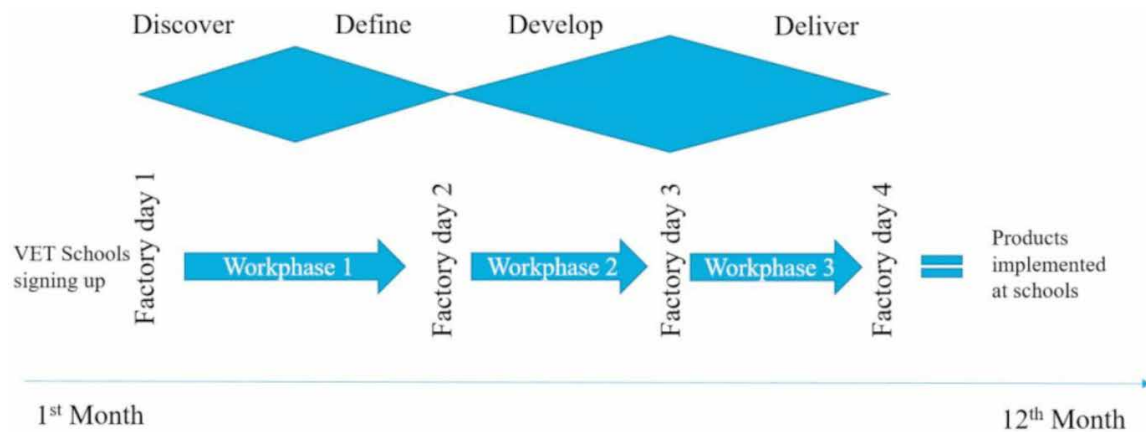 Discover
Define
Develop
Deliver
Factory day 1
Factory day 2
Factory day 3
Factory day 4
VET Schools
signing up
Workphase 1
Workphase 2
Workphase 3
Products
implemented
at schools
1st Month
12th Month